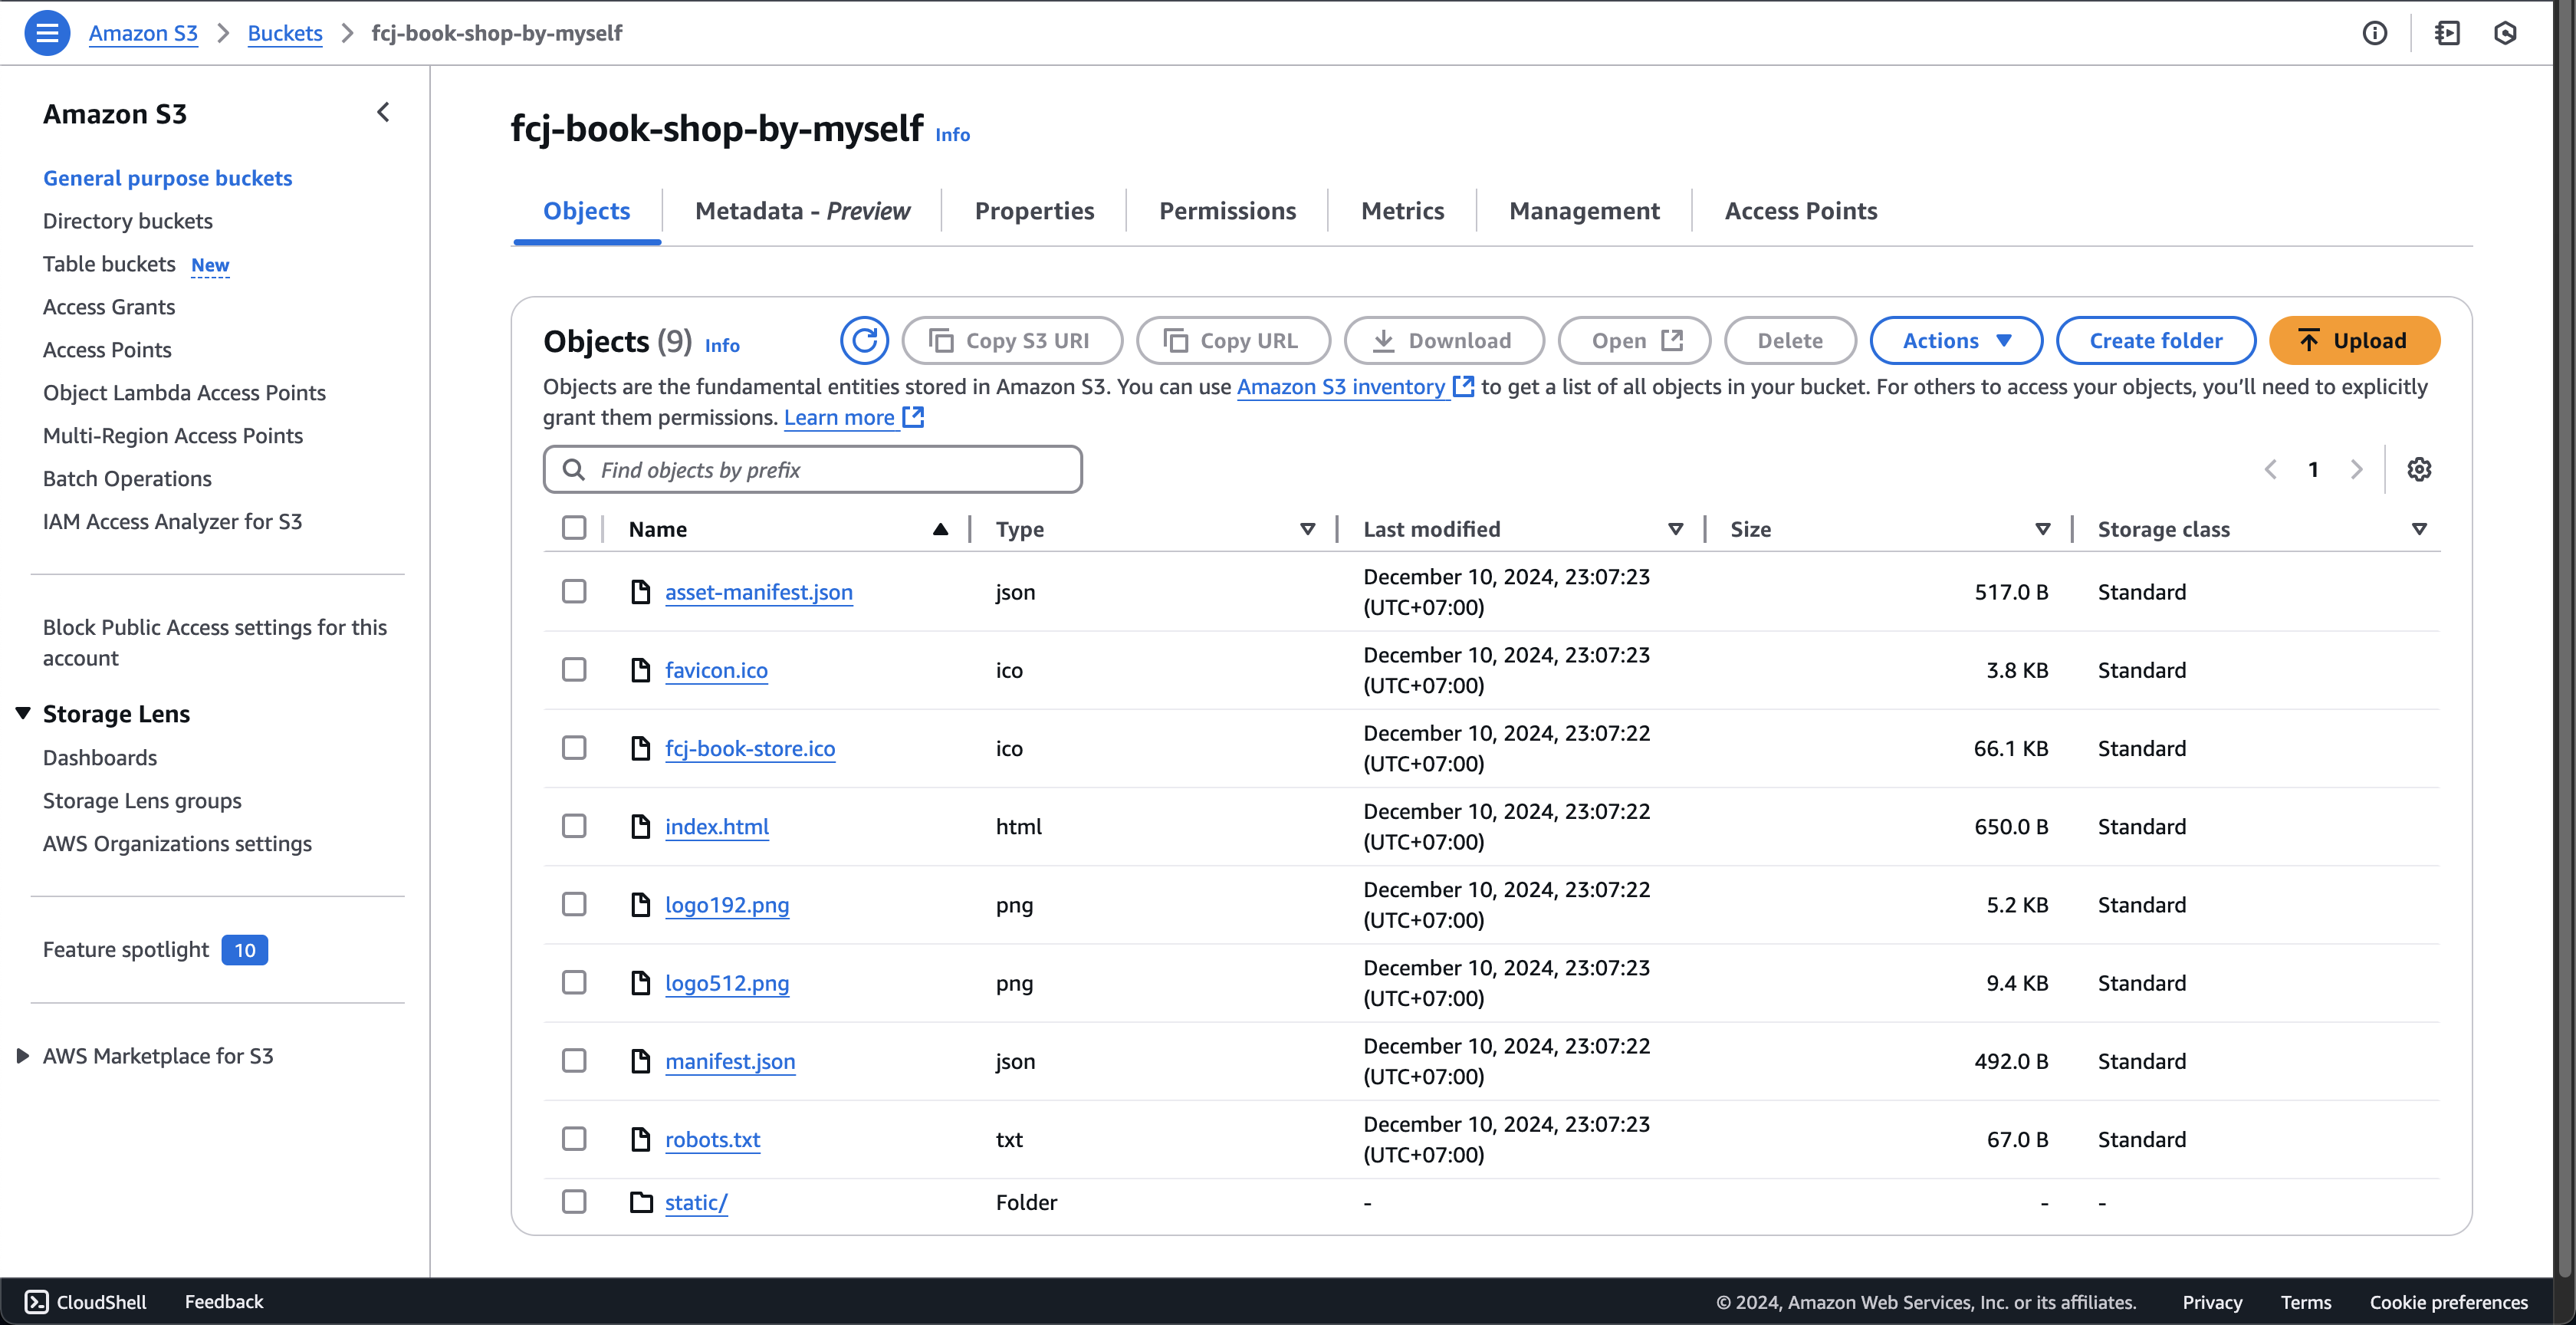 Amazon S3 > Buckets > fcj-book-shop-by-myself
Amazon S3
General purpose buckets
Directory buckets
Table buckets New
Access Grants
Access Points
Object Lambda Access Points
Multi-Region Access Points
Batch Operations
IAM Access Analyzer for S3
Block Public Access settings for this
account
Storage Lens
Dashboards
Storage Lens groups
AWS Organizations settings
Feature spotlight 10
AWS Marketplace for S3
fcj-book-shop-by-myself Info
Objects Metadata - Preview Properties Permissions Metrics Management Access Points
Objects (9) Info Copy S3 URI Copy URL Download Open Delete Actions Create folder Upload
Objects are the fundamental entities stored in Amazon S3. You can use Amazon S3 inventory to get a list of all objects in your bucket. For others to access your objects, you’ll need to explicitly
grant them permissions. Learn more
Find objects by prefix 1
Name Type Last modified Size Storage class
asset-manifest.json json December 10, 2024, 23:07:23 517.0 B Standard
(UTC+07:00)
favicon.ico ico December 10, 2024, 23:07:23 3.8 KB Standard
(UTC+07:00)
fcj-book-store.ico ico December 10, 2024, 23:07:22 66.1 KB Standard
(UTC+07:00)
index.html html December 10, 2024, 23:07:22 650.0 B Standard
(UTC+07:00)
logo192.png png December 10, 2024, 23:07:22 5.2 KB Standard
(UTC+07:00)
logo512.png png December 10, 2024, 23:07:23 9.4 KB Standard
(UTC+07:00)
manifest.json json December 10, 2024, 23:07:22 492.0 B Standard
(UTC+07:00)
robots.txt txt December 10, 2024, 23:07:23 67.0 B Standard
(UTC+07:00)
static/ Folder - - -
CloudShell Feedback © 2024, Amazon Web Services, Inc. or its affiliates. Privacy Terms Cookie preferences